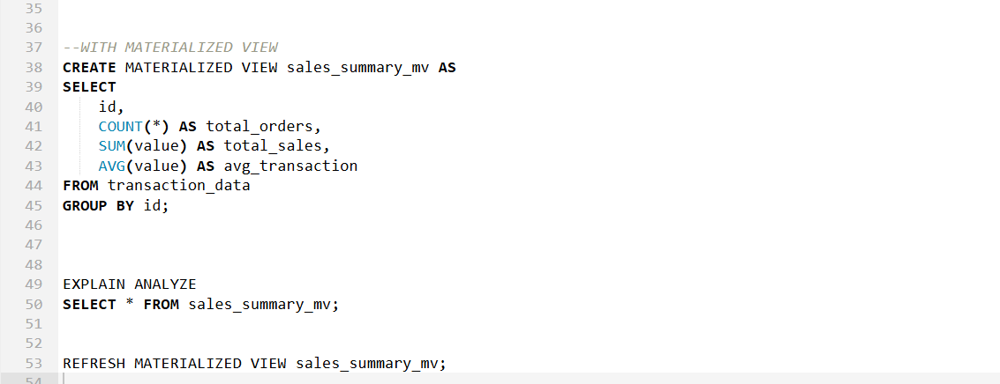 35
36
37 --WITH MATERIALIZED VIEW
38 CREATE MATERIALIZED VIEW sales_summary_mv AS
39 SELECT
40 id,
41 COUNT(*) AS total_orders,
42 SUM(value) AS total_sales,
43 AVG(value) AS avg_transaction
44 FROM transaction_data
45 GROUP BY id;
46
47
48
49 EXPLAIN ANALYZE
50 SELECT * FROM sales_summary_mv;
51
52
53 REFRESH MATERIALIZED VIEW sales_summary_mv;
54